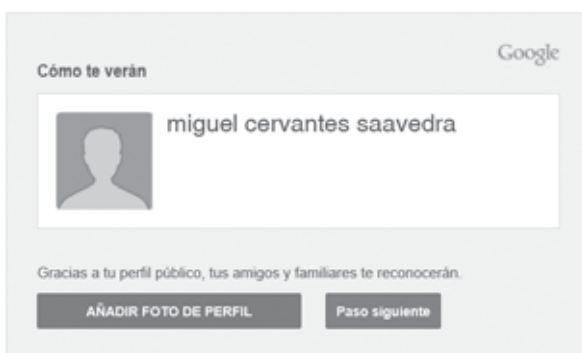 Google
Cómo te verán
miguel cervantes saavedra
Gracias a tu perfil público, tus amigos y familiares te reconocerán.
AÑADIR FOTO DE PERFIL
Paso siguiente